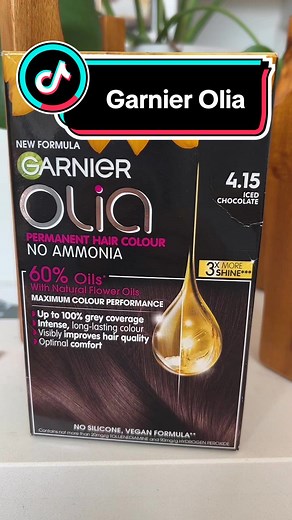 Garnier Olia
NEW FORMULA
GARNIER
OLIA
4.15
ICED
CHOCOLATE
PERMANENT HAIR COLOUR
NO AMMONIA
60% Oils*
With Natural Flower Oils
MAXIMUM COLOUR PERFORMANCE
3X MORE
SHINE***
Up to 100% grey coverage
Intense, long-lasting colour
Visibly improves hair quality
Optimal comfort
NO SILICONE, VEGAN FORMULA**